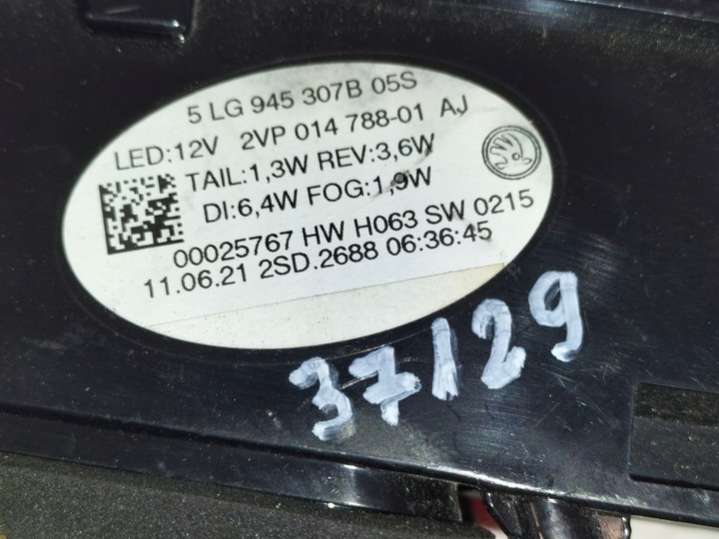 5 LG 945 307B 05S
LED:12V 2VP 014 788-01 AJ
TAIL:1,3W REV:3,6W
DI:6,4W FOG:1,9W
00025767 HW H063 SW 0215
11.06.21 2SD.2688 06:36:45
37129